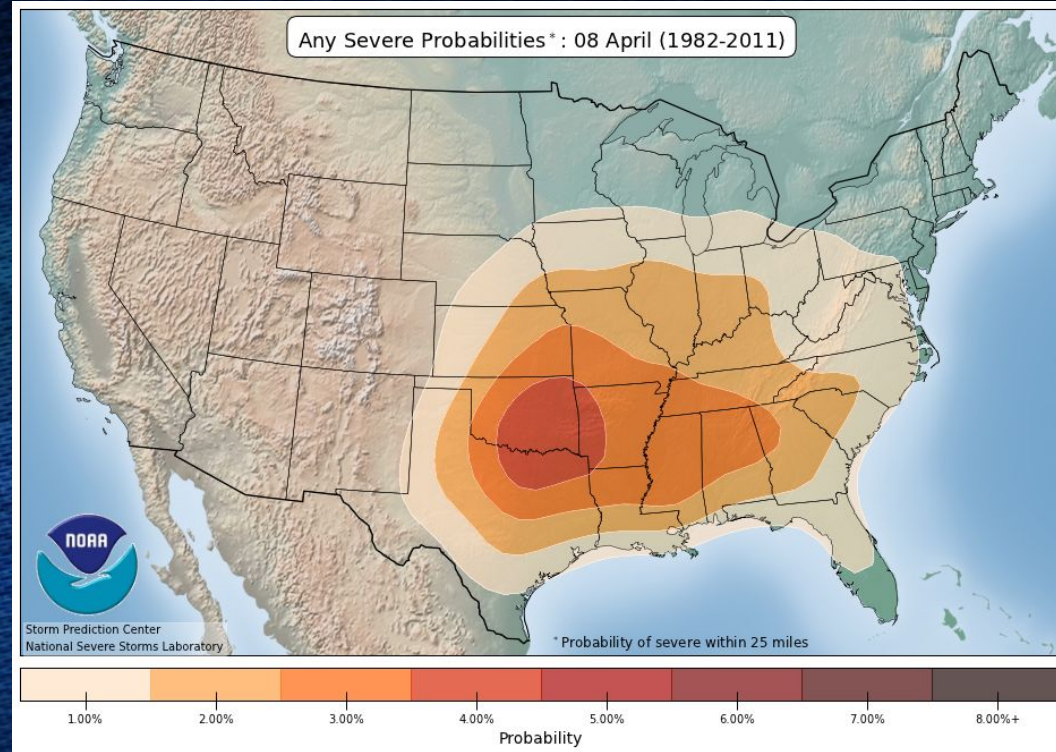 Any Severe Probabilities*: 08 April (1982-2011)
NOAA
Storm Prediction Center
National Severe Storms Laboratory
*Probability of severe within 25 miles
1.00% 2.00% 3.00% 4.00% 5.00% 6.00% 7.00% 8.00%+
Probability